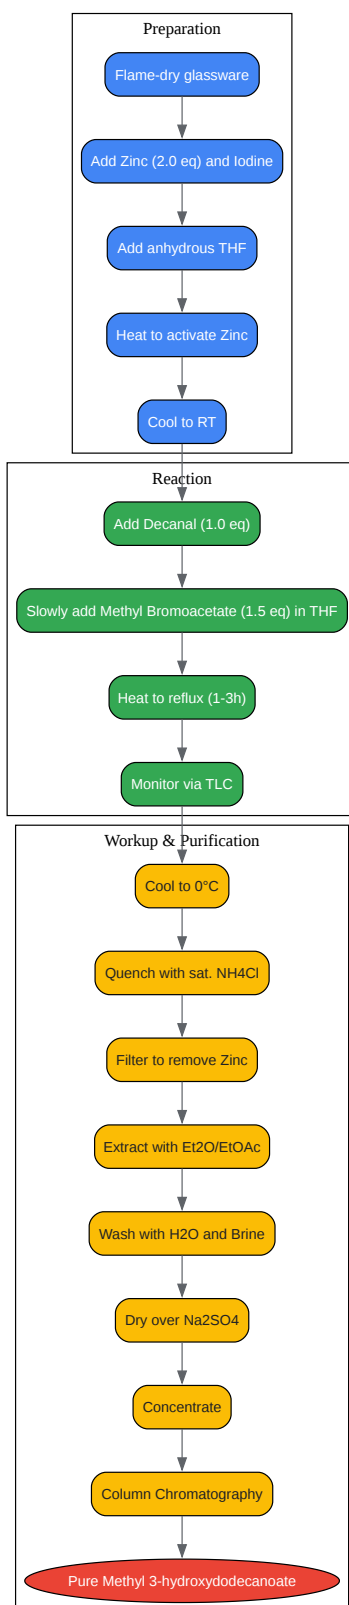 Preparation
Flame-dry glassware
Add Zinc (2.0 eq) and Iodine
Add anhydrous THF
Heat to activate Zinc
Cool to RT
Reaction
Add Decanal (1.0 eq)
Slowly add Methyl Bromoacetate (1.5 eq) in THF
Heat to reflux (1-3h)
Monitor via TLC
Workup & Purification
Cool to 0°C
Quench with sat. NH4Cl
Filter to remove Zinc
Extract with Et2O/EtOAc
Wash with H2O and Brine
Dry over Na2SO4
Concentrate
Column Chromatography
Pure Methyl 3-hydroxydodecanoate